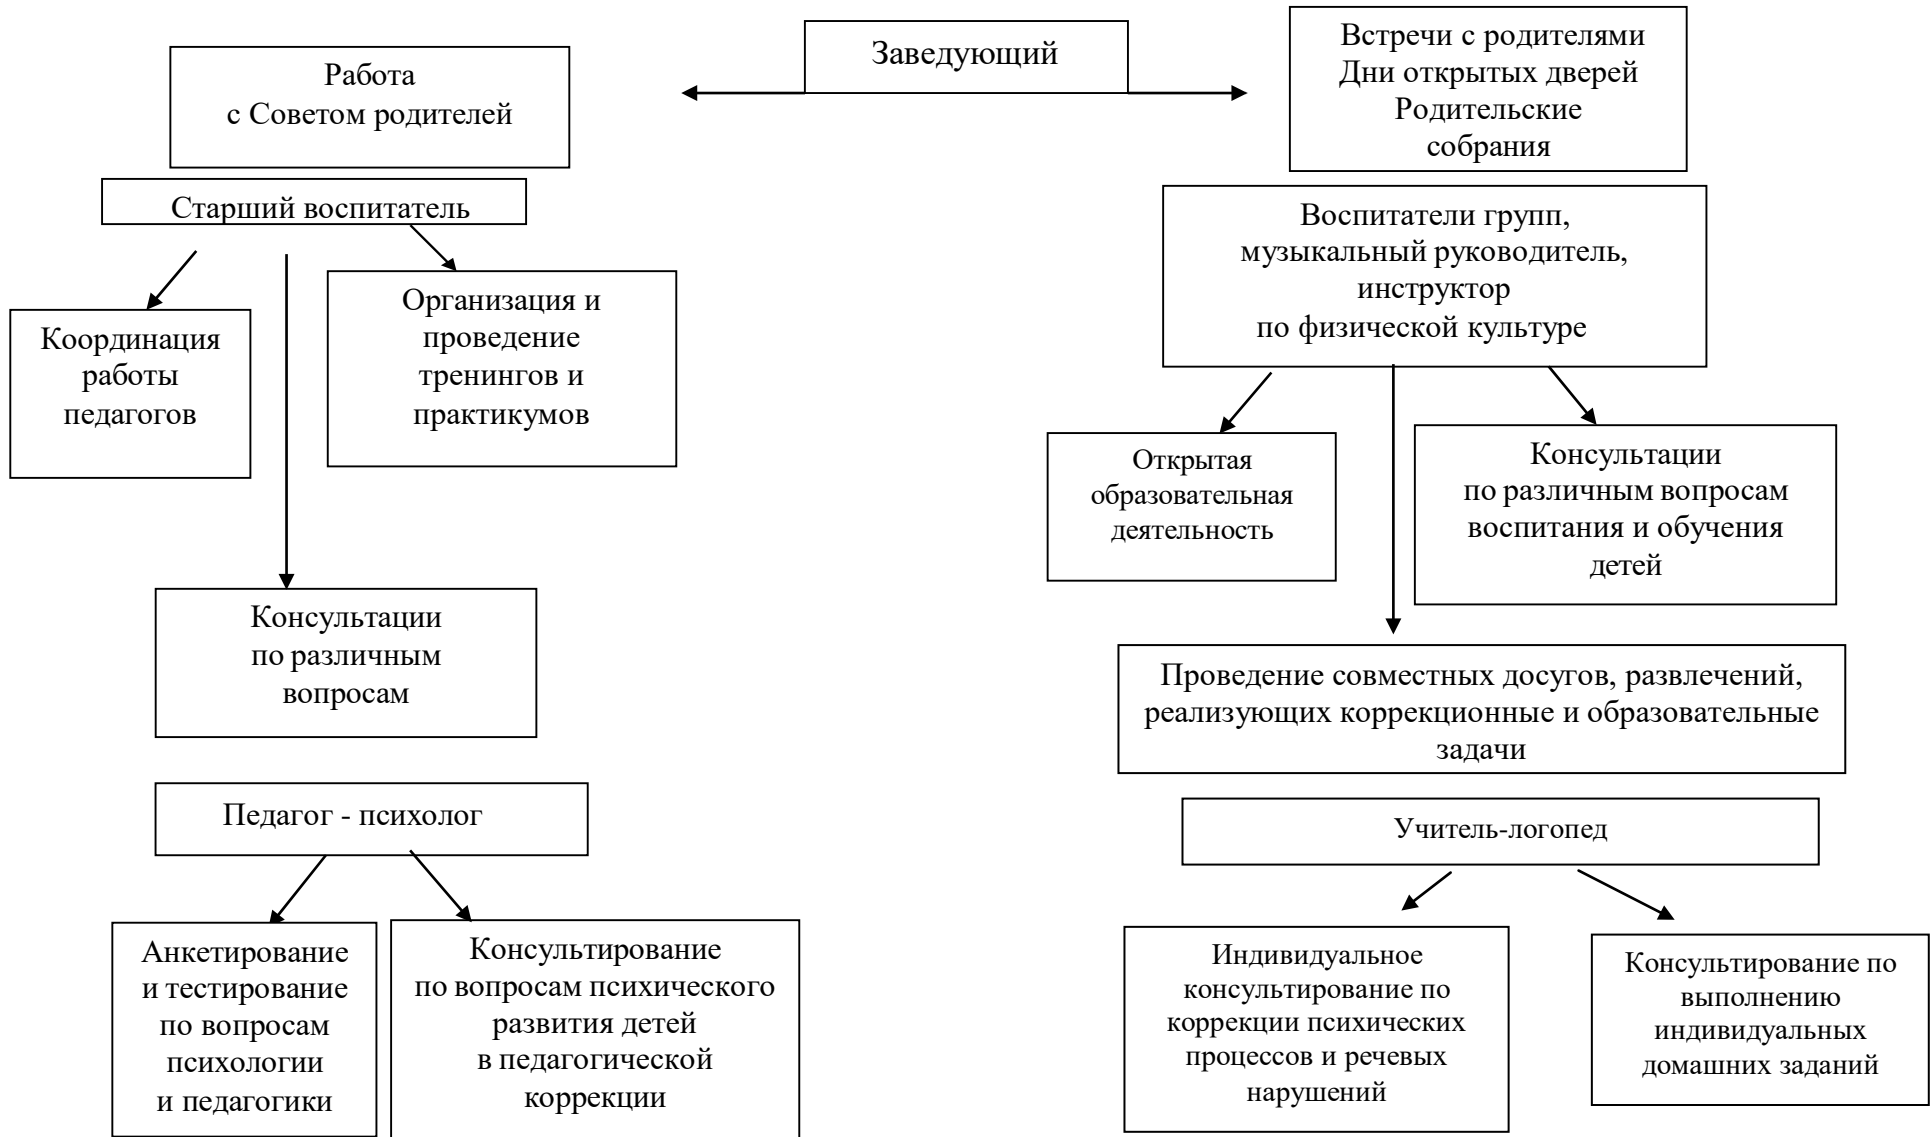 Заведующий
Работа
с Советом родителей
Встречи с родителями
Дни открытых дверей
Родительские
собрания
Старший воспитатель
Координация
работы
педагогов
Организация и
проведение
тренингов и
практикумов
Консультации
по различным
вопросам
Воспитатели групп,
музыкальный руководитель,
инструктор
по физической культуре
Открытая
образовательная
деятельность
Консультации
по различным вопросам
воспитания и обучения
детей
Проведение совместных досугов, развлечений,
реализующих коррекционные и образовательные
задачи
Педагог - психолог
Анкетирование
и тестирование
по вопросам
психологии
и педагогики
Консультирование
по вопросам психического
развития детей
в педагогической
коррекции
Учитель-логопед
Индивидуальное
консультирование по
коррекции психических
процессов и речевых
нарушений
Консультирование по
выполнению
индивидуальных
домашних заданий